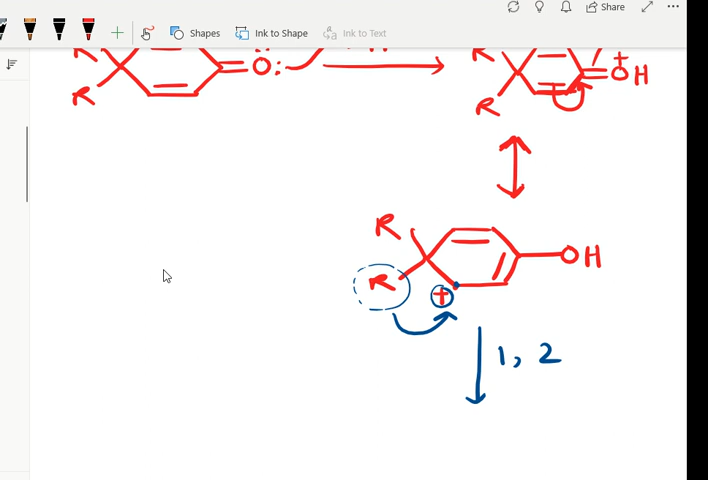 Share
Shapes
Ink to Shape
Ink to Text
R
R
=O:
R
R
+
=OH
R
R
+
OH
1, 2